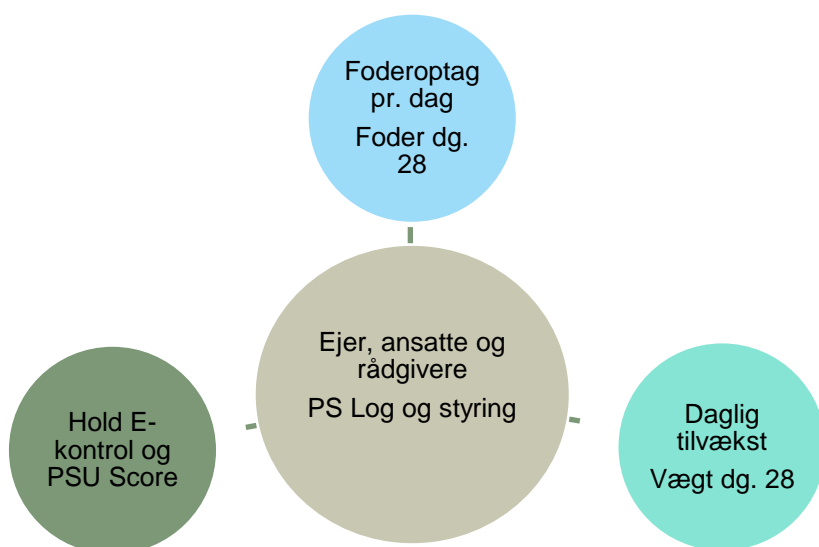 Foderoptag
pr. dag
Foder dg.
28
Ejer, ansatte og
rådgivere
PS Log og styring
Hold E-
kontrol og
PSU Score
Daglig
tilvækst
Vægt dg. 28